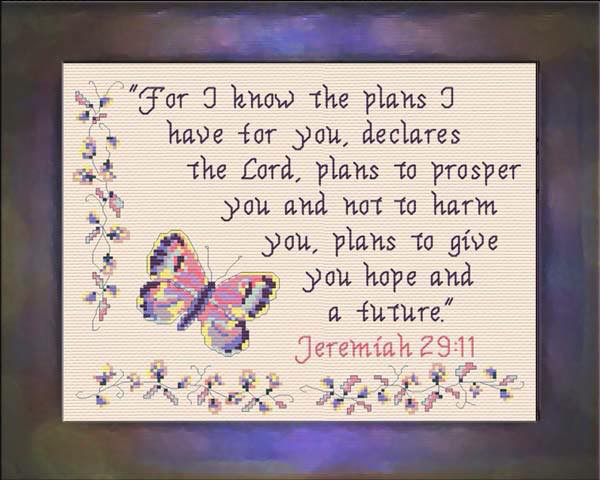 "For I know the plans I
have for you, declares
the Lord, plans to prosper
you and not to harm
you, plans to give
you hope and
a future."
Jeremiah 29:11